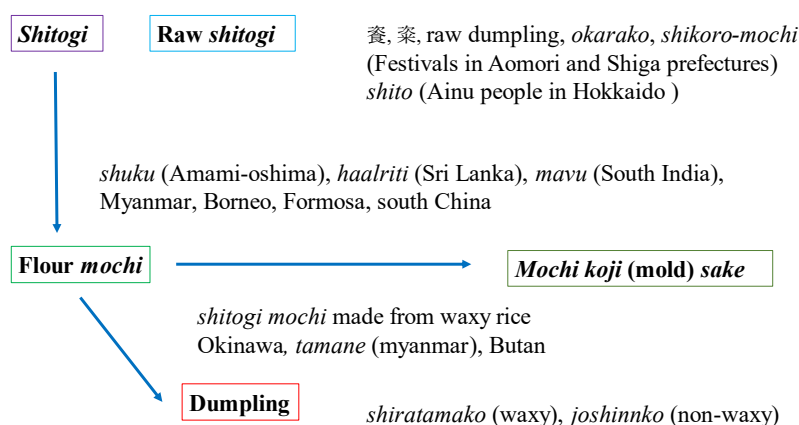 Shitogi
Raw shitogi
粢, 粢, raw dumpling, okarako, shikoro-mochi
(Festivals in Aomori and Shiga prefectures)
shito (Ainu people in Hokkaido )
shuku (Amami-oshima), haalriti (Sri Lanka), mavu (South India),
Myanmar, Borneo, Formosa, south China
Flour mochi
Mochi koji (mold) sake
shitogi mochi made from waxy rice
Okinawa, tamane (myanmar), Butan
Dumpling
shiratamako (waxy), joshinnko (non-waxy)